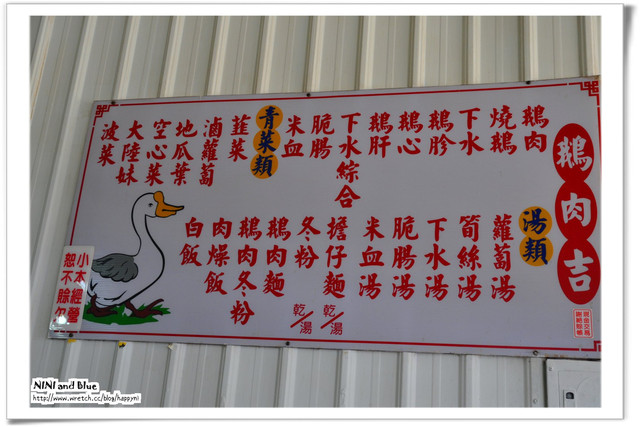 鵝肉吉
鵝肉
燒鵝
下水
鵝胗
鵝心
鵝肝
下水綜合
脆腸
米血
青菜類
韮菜
滷蘿蔔
地瓜葉
空心菜
大陸妹
波菜
湯類
蘿蔔湯
筍絲湯
下水湯
脆腸湯
米血湯
擔仔麵 乾/湯
冬粉 乾/湯
鵝肉麵
鵝肉冬粉
肉燥飯
白飯
小本經營
恕不賒欠
NINI and Blue
http://www.wretch.cc/blog/happyni